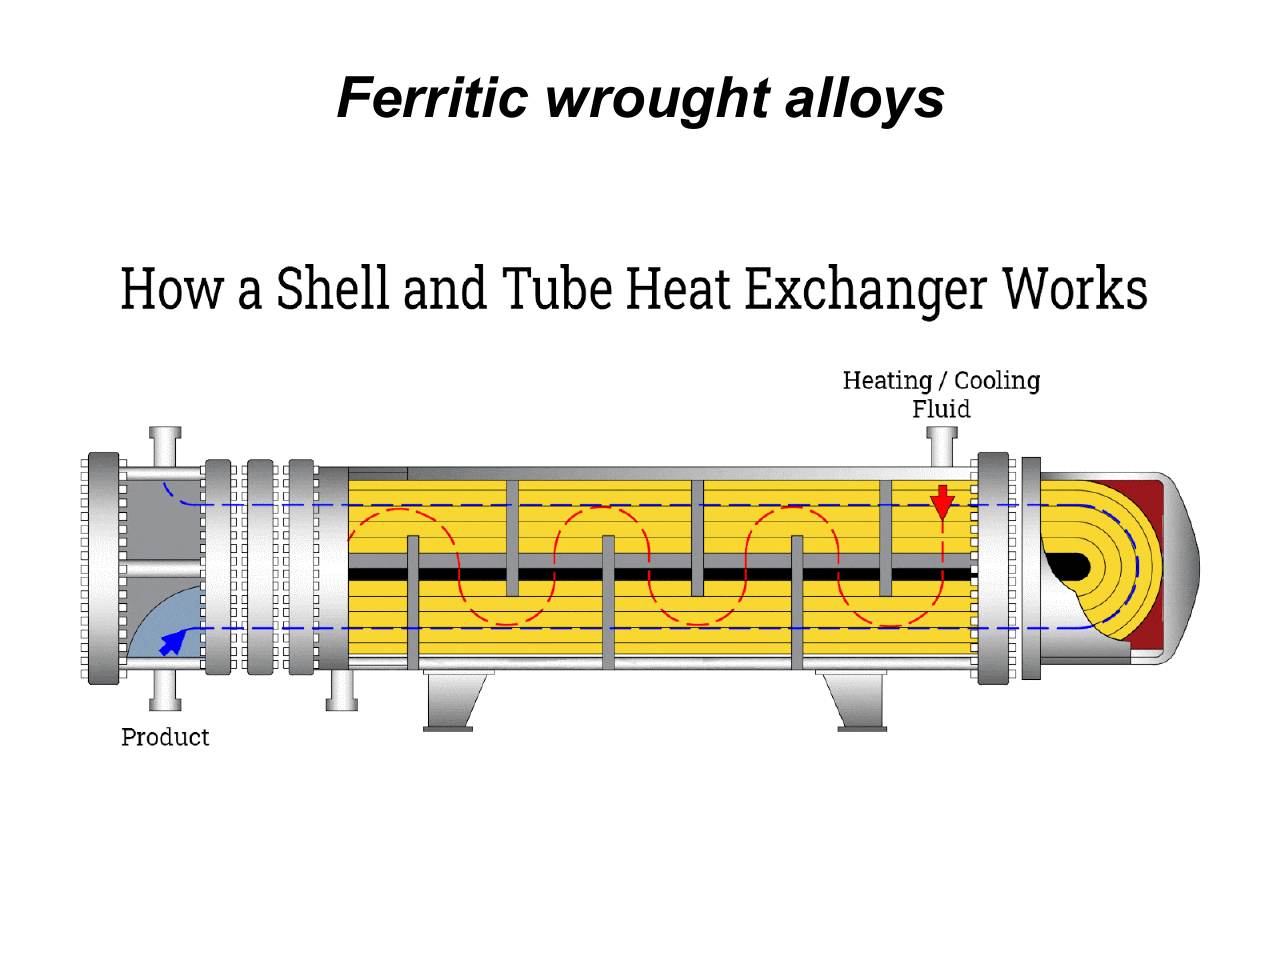 Ferritic wrought alloys
How a Shell and Tube Heat Exchanger Works
Heating / Cooling
Fluid
Product